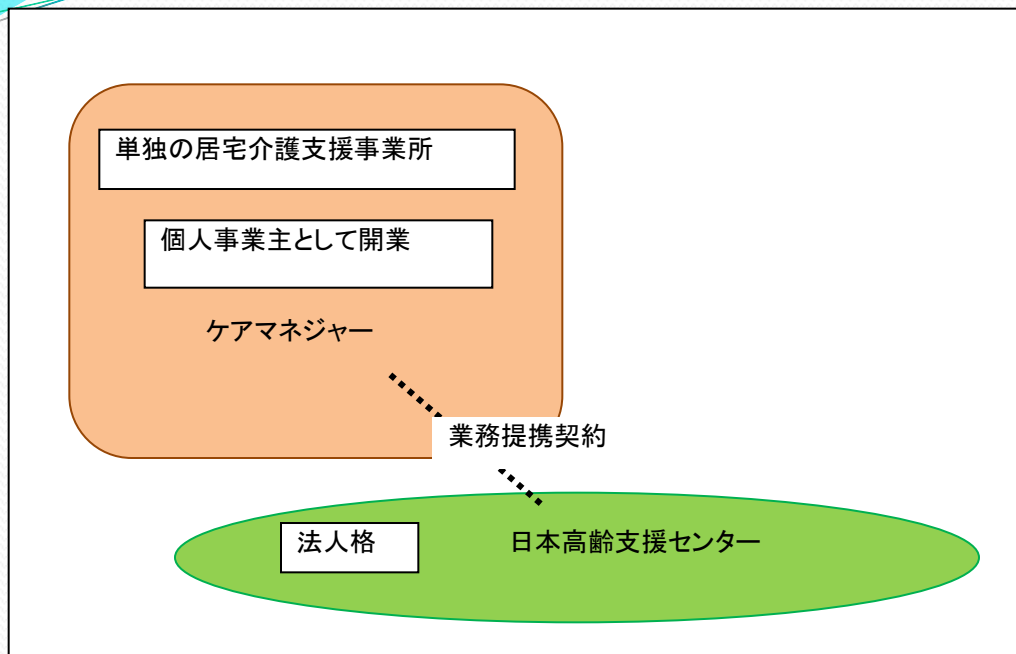 単独の居宅介護支援事業所
個人事業主として開業
ケアマネジャー
業務提携契約
法人格
日本高齢支援センター